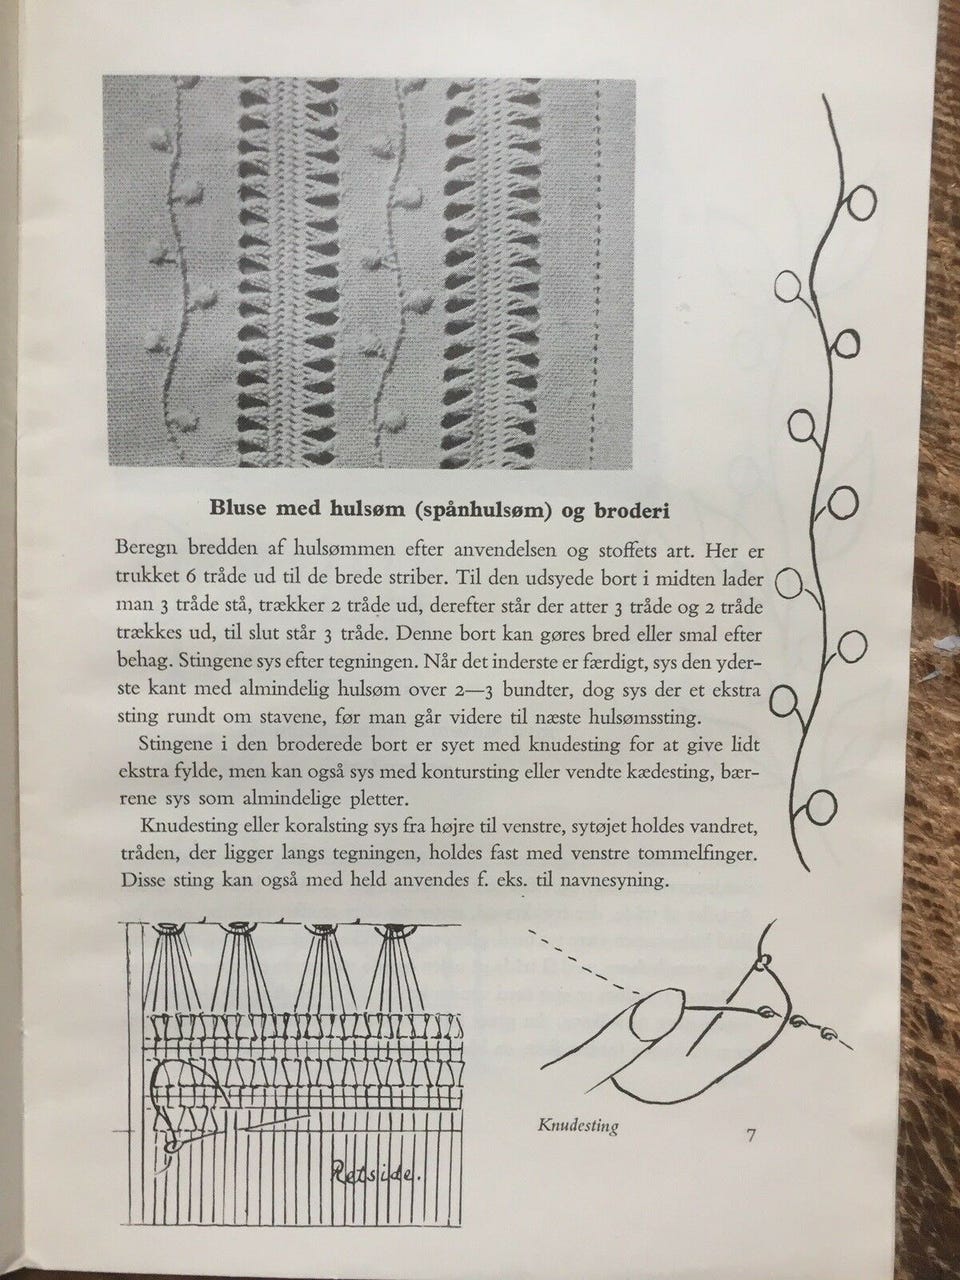 Bluse med hulsøm (spånhulsøm) og broderi
Beregn bredden af hulsømmen efter anvendelsen og stoffets art. Her er
trukket 6 tråde ud til de brede striber. Til den udsyede bort i midten lader
man 3 tråde stå, trækker 2 tråde ud, derefter står der atter 3 tråde og 2 tråde
trækkes ud, til slut står 3 tråde. Denne bort kan gøres bred eller smal efter
behag. Stingene sys efter tegningen. Når det inderste er færdigt, sys den yder-
ste kant med almindelig hulsøm over 2—3 bundter, dog sys der et ekstra
sting rundt om stavene, før man går videre til næste hulsømssting.
Stingene i den broderede bort er syet med knudesting for at give lidt
ekstra fylde, men kan også sys med kontursting eller vendte kædesting, bær-
rene sys som almindelige pletter.
Knudesting eller koralsting sys fra højre til venstre, sytøjet holdes vandret,
tråden, der ligger langs tegningen, holdes fast med venstre tommelfinger.
Disse sting kan også med held anvendes f. eks. til navnesyning.
Retside.
Knudesting
7